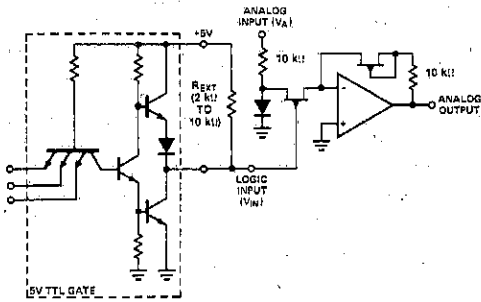 ANALOG
INPUT (VA)
+5V
10 kΩ
REXT
(2 kΩ
TO
10 kΩ)
10 kΩ
-
+
ANALOG
OUTPUT
LOGIC
INPUT
(VIN)
5V TTL GATE